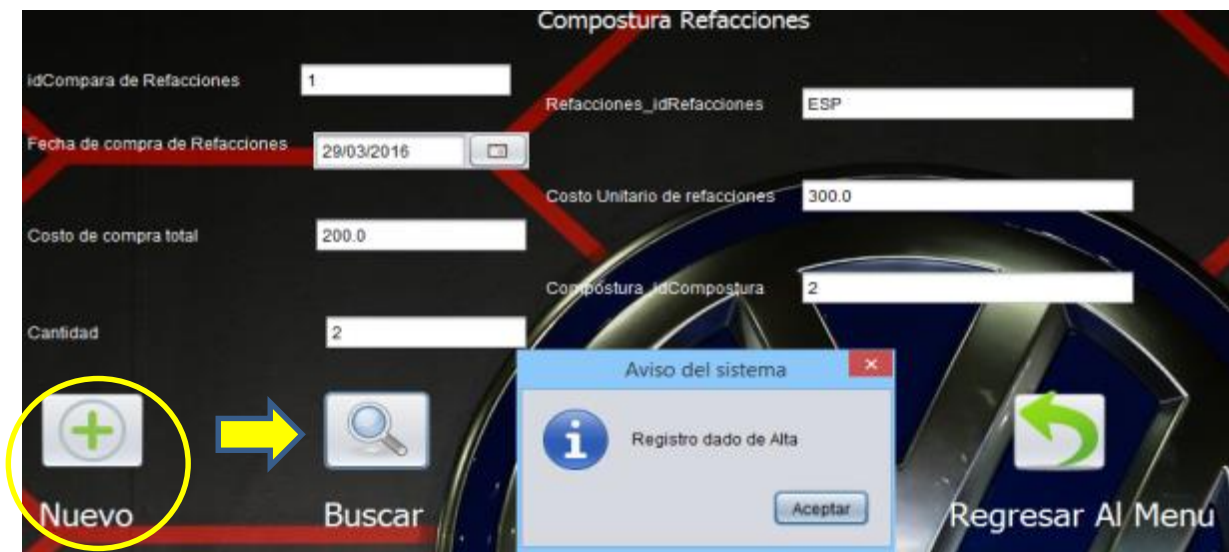 Compostura Refacciones
idCompara de Refacciones
1
Refacciones_idRefacciones
ESP
Fecha de compra de Refacciones
29/03/2016
Costo Unitario de refacciones
300.0
Costo de compra total
200.0
Compostura_idCompostura
2
Cantidad
2
Aviso del sistema
Registro dado de Alta
Aceptar
Nuevo
Buscar
Regresar Al Menu